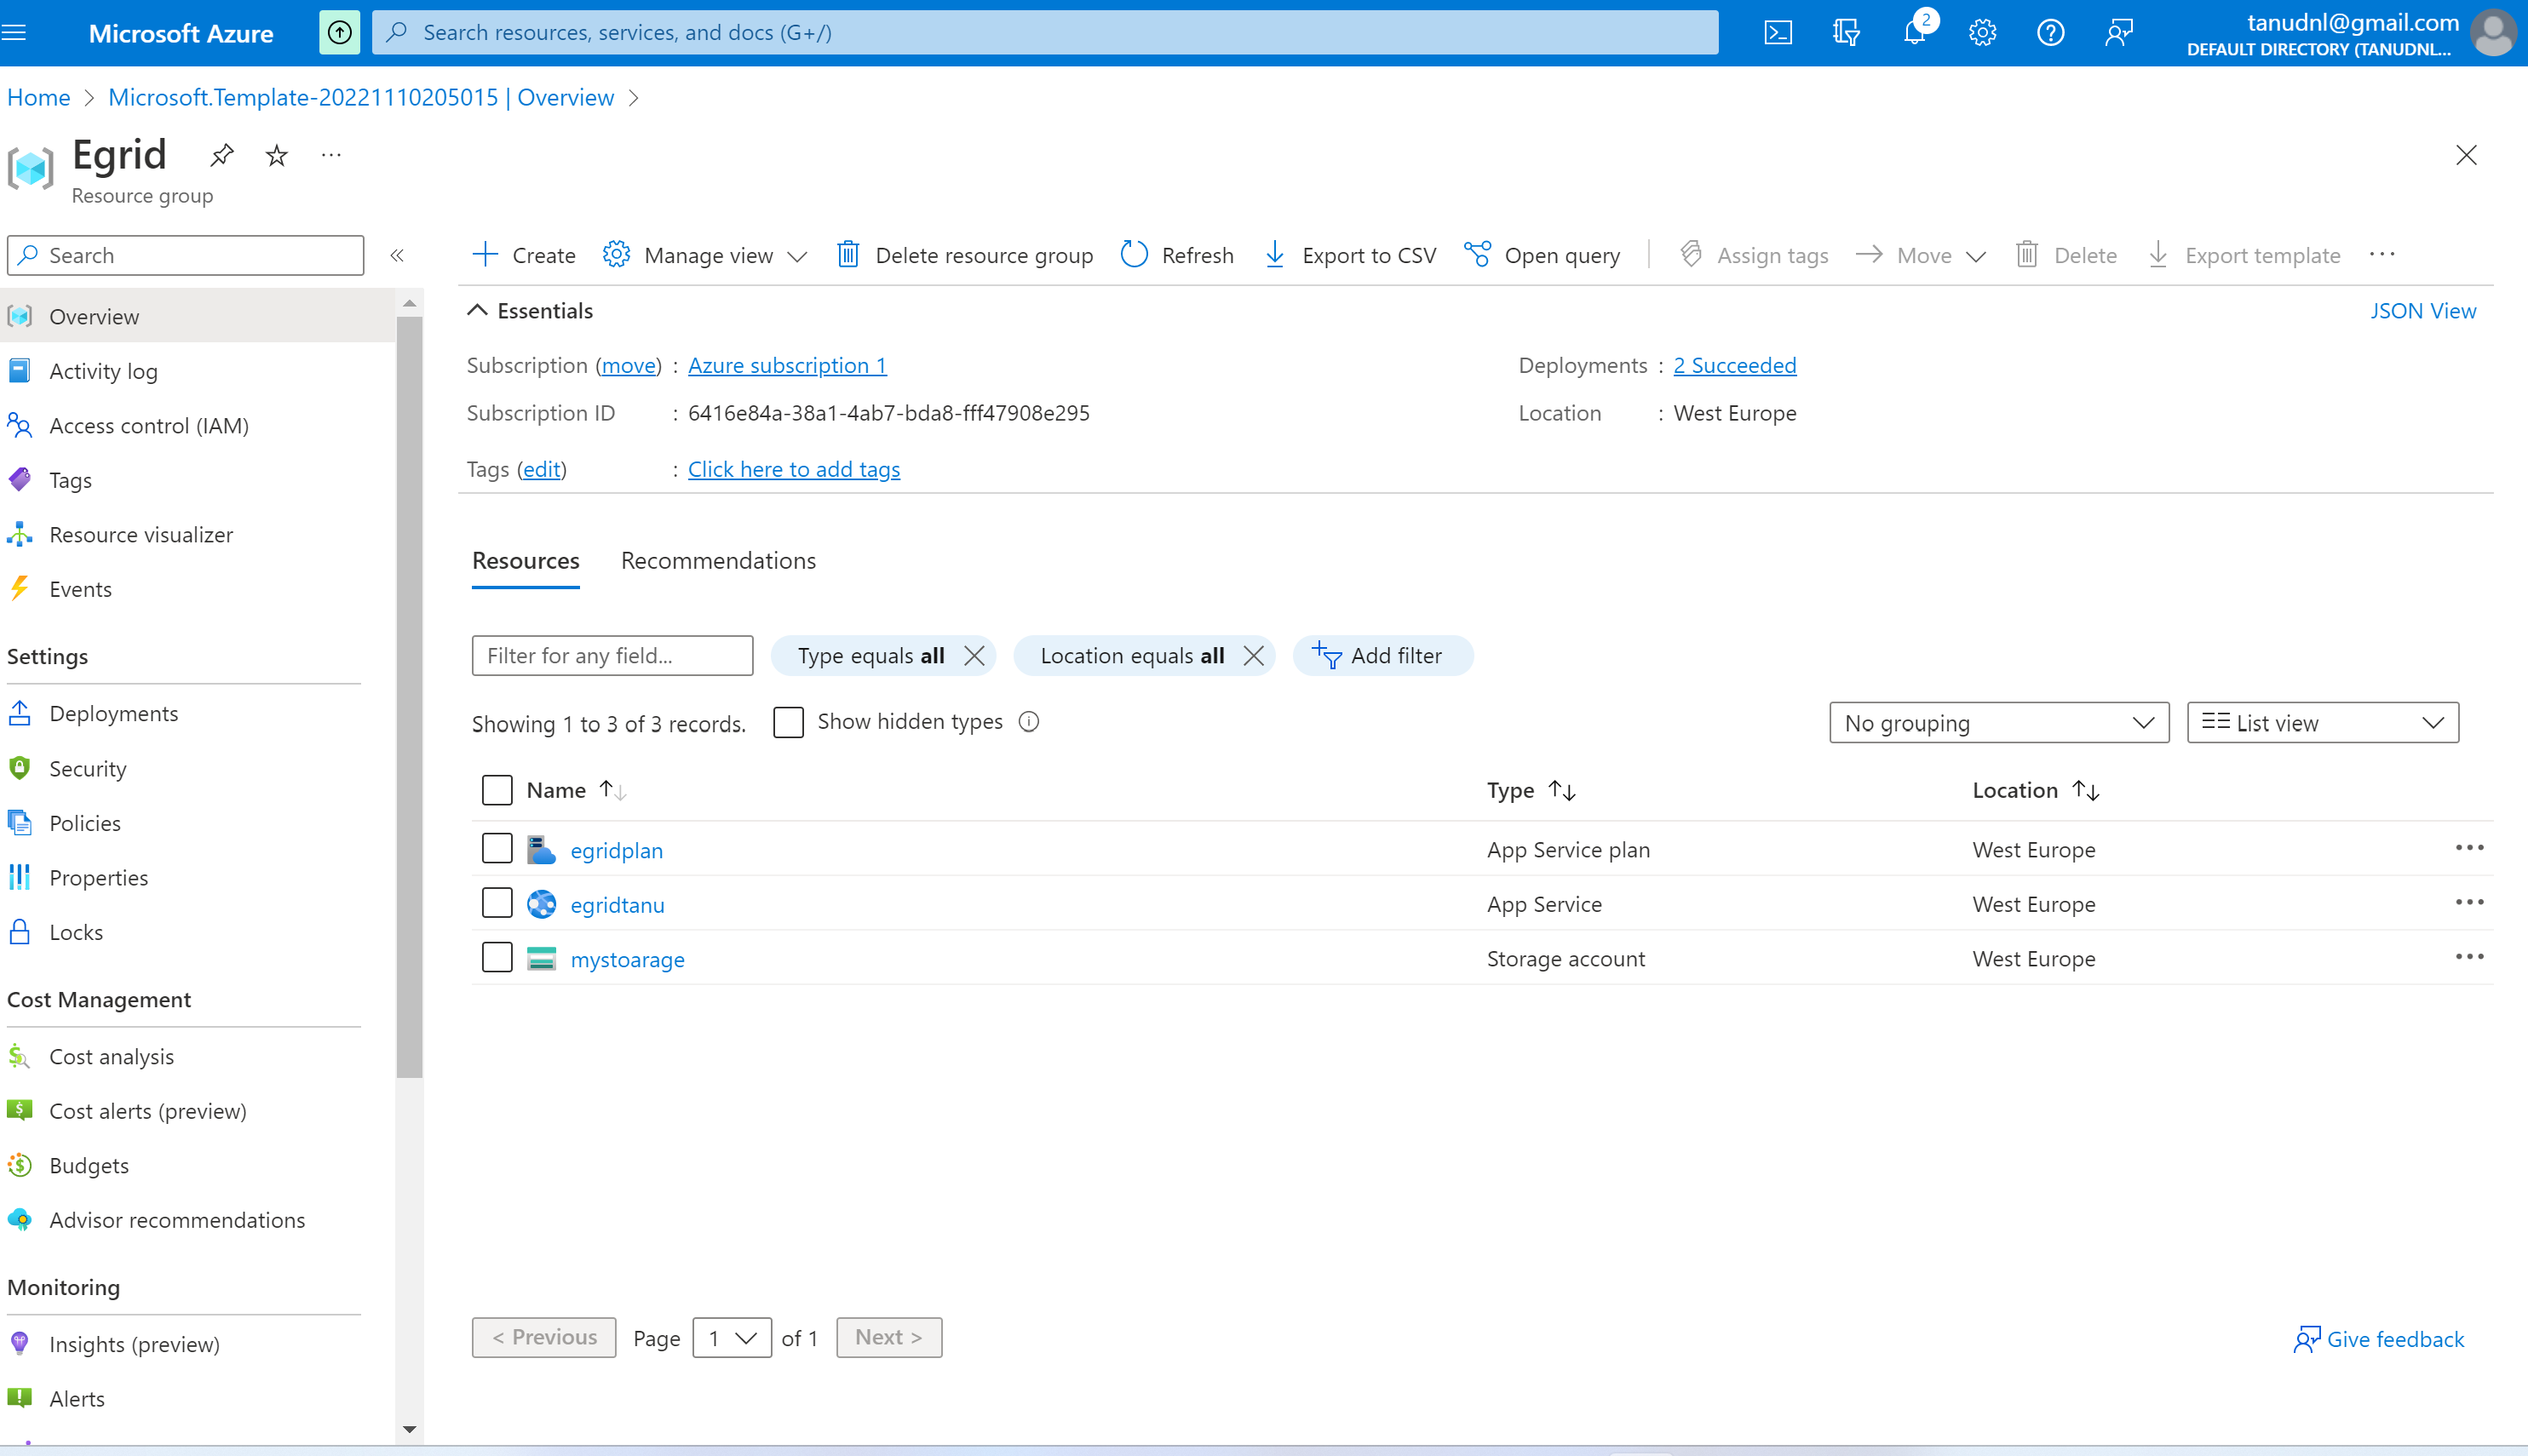 Microsoft Azure
Search resources, services, and docs (G+/)
2
tanudnl@gmail.com
DEFAULT DIRECTORY (TANUDNL...
Home > Microsoft.Template-20221110205015 | Overview >
Egrid
Resource group
Search
Create
Manage view
Delete resource group
Refresh
Export to CSV
Open query
Assign tags
Move
Delete
Export template
Overview
Activity log
Access control (IAM)
Tags
Resource visualizer
Events
Settings
Deployments
Security
Policies
Properties
Locks
Cost Management
Cost analysis
Cost alerts (preview)
Budgets
Advisor recommendations
Monitoring
Insights (preview)
Alerts
Essentials
JSON View
Subscription (move) : Azure subscription 1
Deployments : 2 Succeeded
Subscription ID : 6416e84a-38a1-4ab7-bda8-fff47908e295
Location : West Europe
Tags (edit) : Click here to add tags
Resources
Recommendations
Filter for any field...
Type equals all
Location equals all
Add filter
Showing 1 to 3 of 3 records.
Show hidden types
No grouping
List view
Name Type Location
egridplan App Service plan West Europe
egridtanu App Service West Europe
mystoarage Storage account West Europe
< Previous Page 1 of 1 Next >
Give feedback